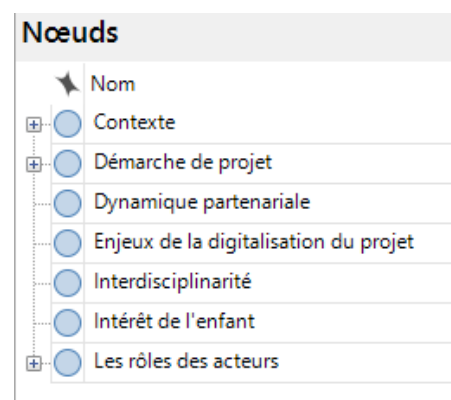 Nœuds
Nom
Contexte
Démarche de projet
Dynamique partenariale
Enjeux de la digitalisation du projet
Interdisciplinarité
Intérêt de l'enfant
Les rôles des acteurs